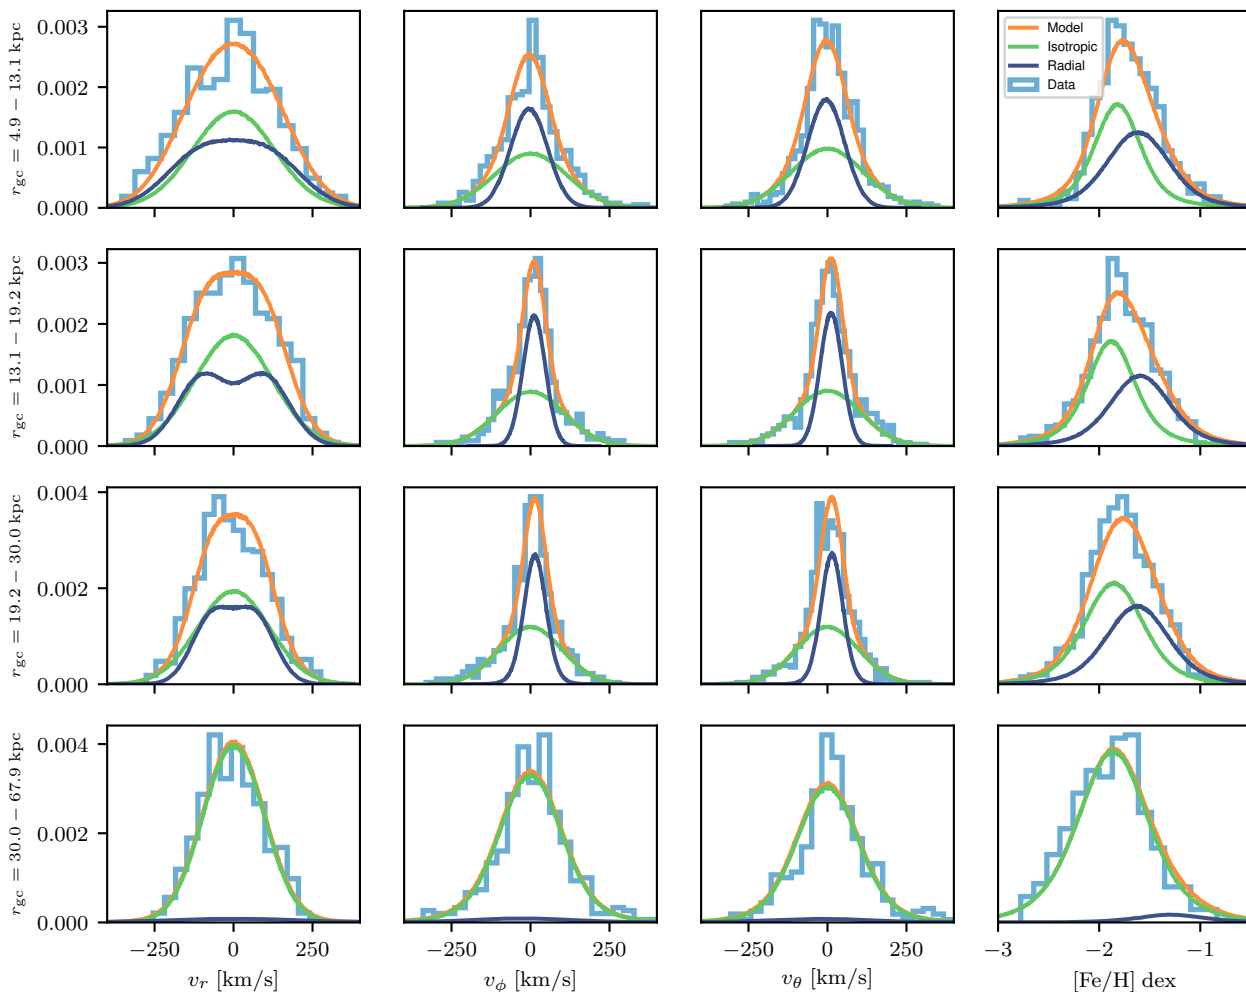 0.003
0.002
0.001
0.000
r_gc = 4.9 − 13.1 kpc
Model
Isotropic
Radial
Data
0.003
0.002
0.001
0.000
r_gc = 13.1 − 19.2 kpc
0.004
0.002
0.000
r_gc = 19.2 − 30.0 kpc
0.004
0.002
0.000
r_gc = 30.0 − 67.9 kpc
−250 0 250
−250 0 250
−250 0 250
−3 −2 −1
v_r [km/s]
v_ϕ [km/s]
v_θ [km/s]
[Fe/H] dex